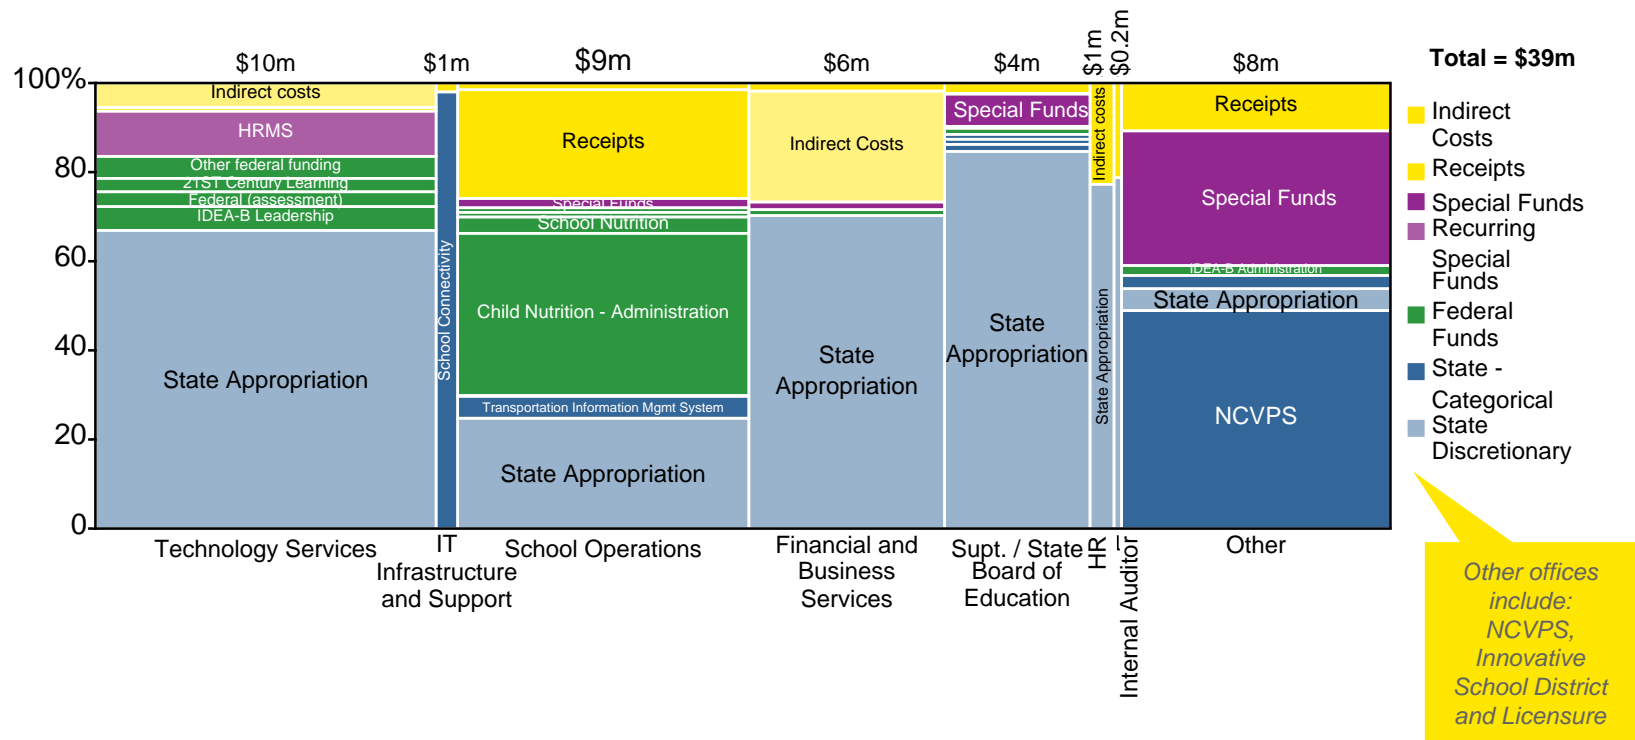 $10m
$1m
$9m
$6m
$4m
$1m
$0.2m
$8m
Total = $39m
100%
80
60
40
20
0
Indirect costs
HRMS
Other federal funding
21ST Century Learning
Federal (assessment)
IDEA-B Leadership
State Appropriation
School Connectivity
Receipts
Special Funds
School Nutrition
Child Nutrition - Administration
Transportation Information Mgmt System
State Appropriation
Indirect Costs
State
Appropriation
Special Funds
State
Appropriation
Indirect costs
State Appropriation
Receipts
Special Funds
IDEA-B Administration
State Appropriation
NCVPS
Technology Services
IT
Infrastructure
and Support
School Operations
Financial and
Business
Services
Supt. / State
Board of
Education
HR
Internal Auditor
Other
Indirect
Costs
Receipts
Special Funds
Recurring
Special
Funds
Federal
Funds
State -
Categorical
State
Discretionary
Other offices
include:
NCVPS,
Innovative
School District
and Licensure